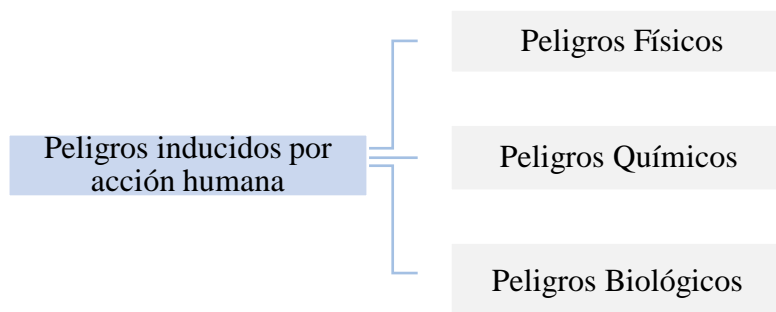 Peligros Físicos
Peligros inducidos por
acción humana
Peligros Químicos
Peligros Biológicos